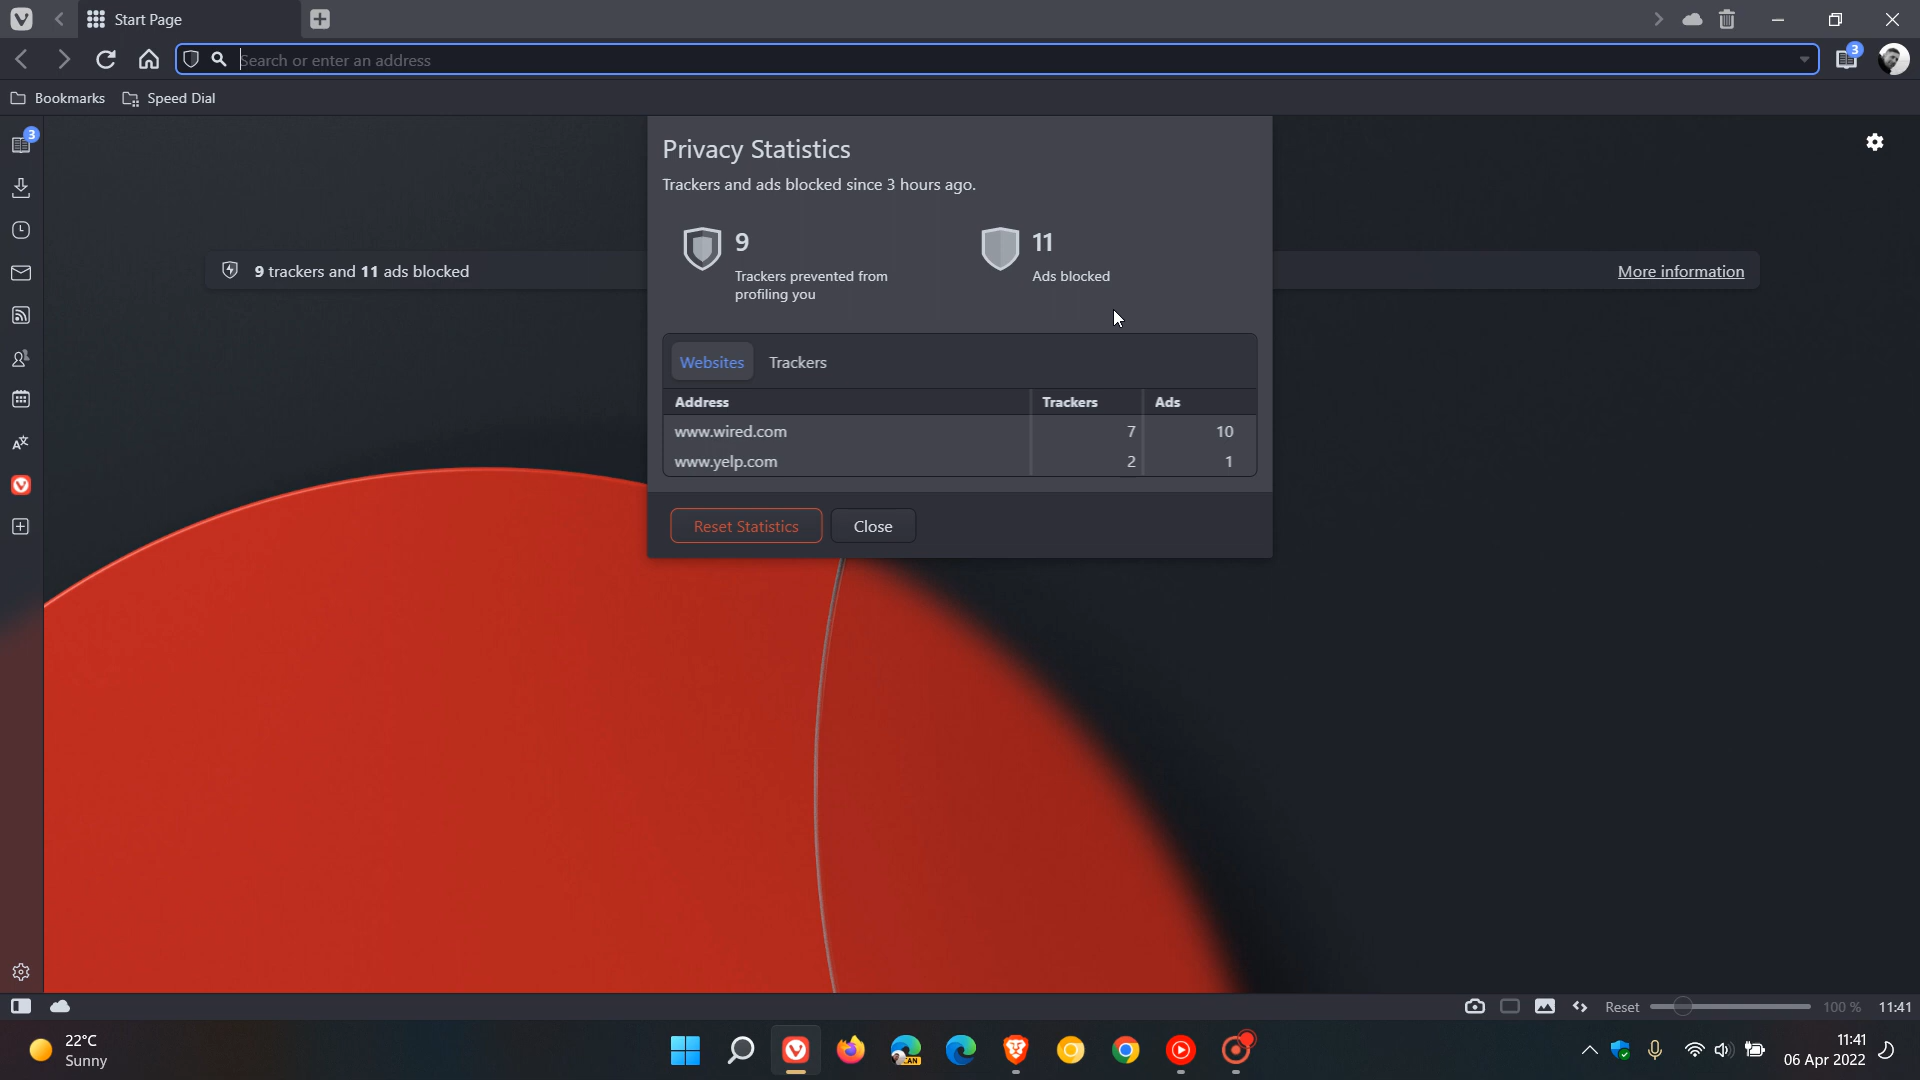 Start Page
Search or enter an address
3
Bookmarks
Speed Dial
3
Privacy Statistics
Trackers and ads blocked since 3 hours ago.
9
Trackers prevented from
profiling you
11
Ads blocked
9 trackers and 11 ads blocked
More information
Websites
Trackers
Address Trackers Ads
www.wired.com 7 10
www.yelp.com 2 1
Reset Statistics
Close
Reset
100 %
11:41
22°C
Sunny
CAN
11:41
06 Apr 2022